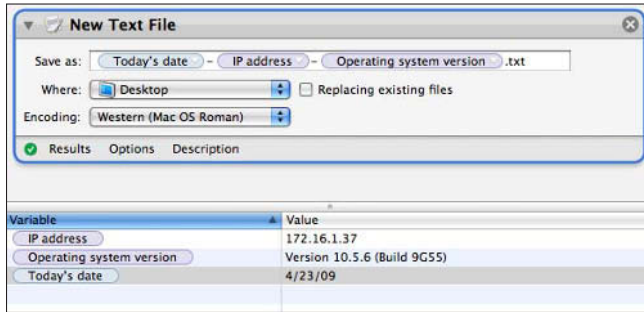 New Text File
Save as: Today's date - IP address - Operating system version .txt
Where: Desktop Replacing existing files
Encoding: Western (Mac OS Roman)
Results Options Description
Variable Value
IP address 172.16.1.37
Operating system version Version 10.5.6 (Build 9G55)
Today's date 4/23/09